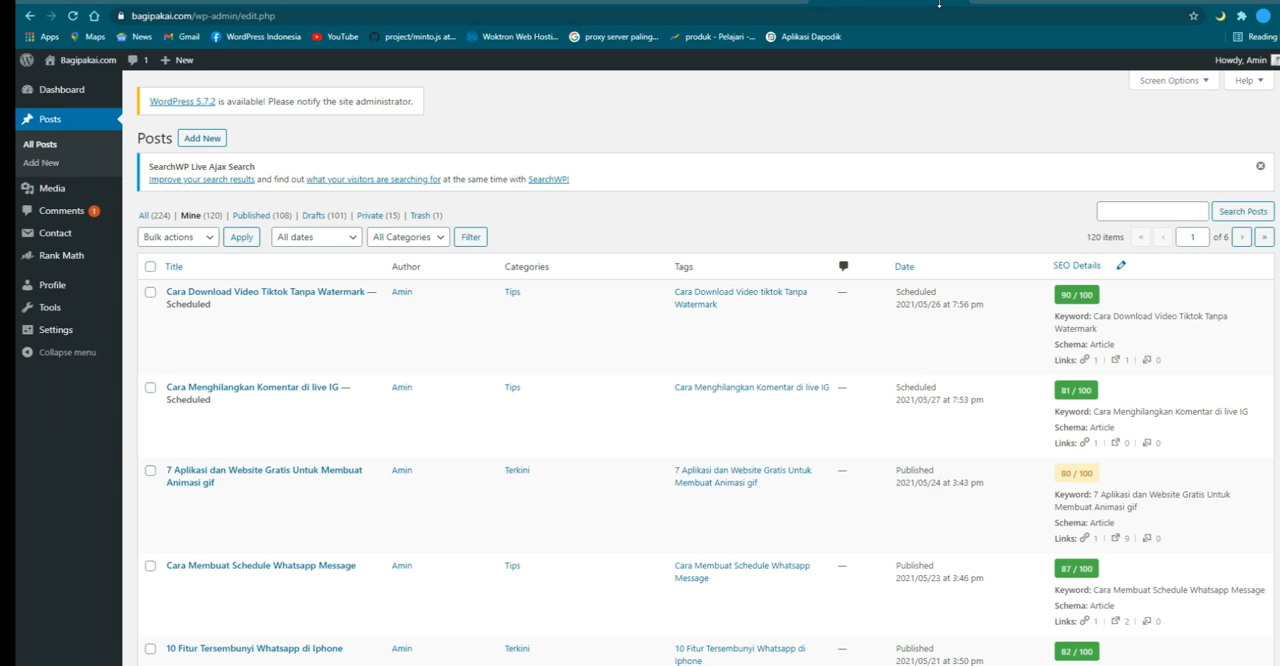 bagipakai.com/wp-admin/edit.php
Apps Maps News Gmail WordPress Indonesia YouTube project/minto.js at... Woktron Web Hosti... proxy server paling... produk - Pelajari -... Aplikasi Dapodik Reading
Bagipakai.com 1 New Howdy, Amin
Screen Options Help
Dashboard
Posts
All Posts
Add New
Media
Comments 1
Contact
Rank Math
Profile
Tools
Settings
Collapse menu
WordPress 5.7.2 is available! Please notify the site administrator.
Posts Add New
SearchWP Live Ajax Search
Improve your search results and find out what your visitors are searching for at the same time with SearchWP!
All (224) | Mine (120) | Published (108) | Drafts (101) | Private (15) | Trash (1)
Search Posts
Bulk actions Apply All dates All Categories Filter
120 items « ‹ 1 of 6 › »
Title Author Categories Tags Date SEO Details
Cara Download Video Tiktok Tanpa Watermark —
Scheduled
Amin
Tips
Cara Download Video tiktok Tanpa
Watermark
—
Scheduled
2021/05/26 at 7:56 pm
90 / 100
Keyword: Cara Download Video Tiktok Tanpa
Watermark
Schema: Article
Links: 1 | 1 | 0
Cara Menghilangkan Komentar di live IG —
Scheduled
Amin
Tips
Cara Menghilangkan Komentar di live IG
—
Scheduled
2021/05/27 at 7:53 pm
81 / 100
Keyword: Cara Menghilangkan Komentar di live IG
Schema: Article
Links: 1 | 0 | 0
7 Aplikasi dan Website Gratis Untuk Membuat
Animasi gif
Amin
Terkini
7 Aplikasi dan Website Gratis Untuk
Membuat Animasi gif
—
Published
2021/05/24 at 3:43 pm
80 / 100
Keyword: 7 Aplikasi dan Website Gratis Untuk
Membuat Animasi gif
Schema: Article
Links: 1 | 9 | 0
Cara Membuat Schedule Whatsapp Message
Amin
Tips
Cara Membuat Schedule Whatsapp
Message
—
Published
2021/05/23 at 3:46 pm
87 / 100
Keyword: Cara Membuat Schedule Whatsapp Message
Schema: Article
Links: 1 | 2 | 0
10 Fitur Tersembunyi Whatsapp di Iphone
Amin
Terkini
10 Fitur Tersembunyi Whatsapp di
Iphone
—
Published
2021/05/21 at 3:50 pm
82 / 100